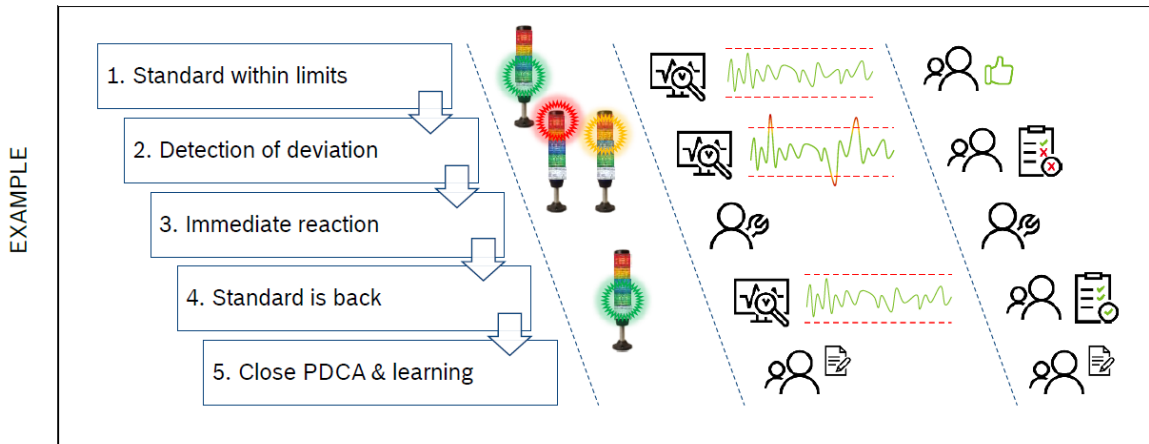 EXAMPLE
1. Standard within limits
2. Detection of deviation
3. Immediate reaction
4. Standard is back
5. Close PDCA & learning